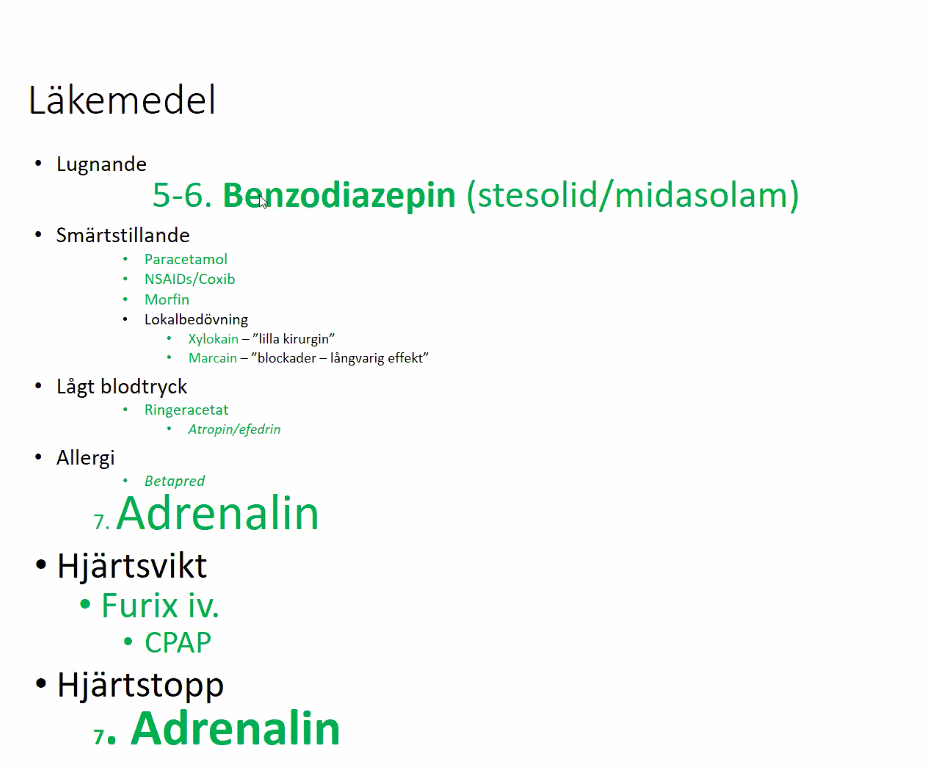 Läkemedel
• Lugnande
5-6. Benzodiazepin (stesolid/midasolam)
• Smärtstillande
• Paracetamol
• NSAIDs/Coxib
• Morfin
• Lokalbedövning
• Xylokain – ”lilla kirurgin”
• Marcain – ”blockader – långvarig effekt”
• Lågt blodtryck
• Ringeracetat
• Atropin/efedrin
• Allergi
• Betapred
7. Adrenalin
• Hjärtsvikt
• Furix iv.
• CPAP
• Hjärtstopp
7. Adrenalin